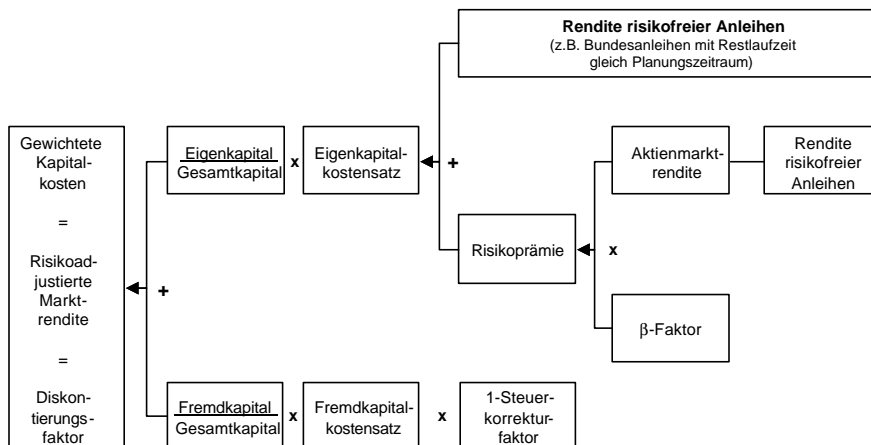 Rendite risikofreier Anleihen
(z.B. Bundesanleihen mit Restlaufzeit
gleich Planungszeitraum)
Gewichtete
Kapital-
kosten
=
Risikoad-
justierte
Markt-
rendite
=
Diskon-
tierungs-
faktor
+
Eigenkapital
Gesamtkapital
x
Eigenkapital-
kostensatz
+
Risikoprämie
x
Aktienmarkt-
rendite
Rendite
risikofreier
Anleihen
β-Faktor
Fremdkapital
Gesamtkapital
x
Fremdkapital-
kostensatz
x
1-Steuer-
korrektur-
faktor